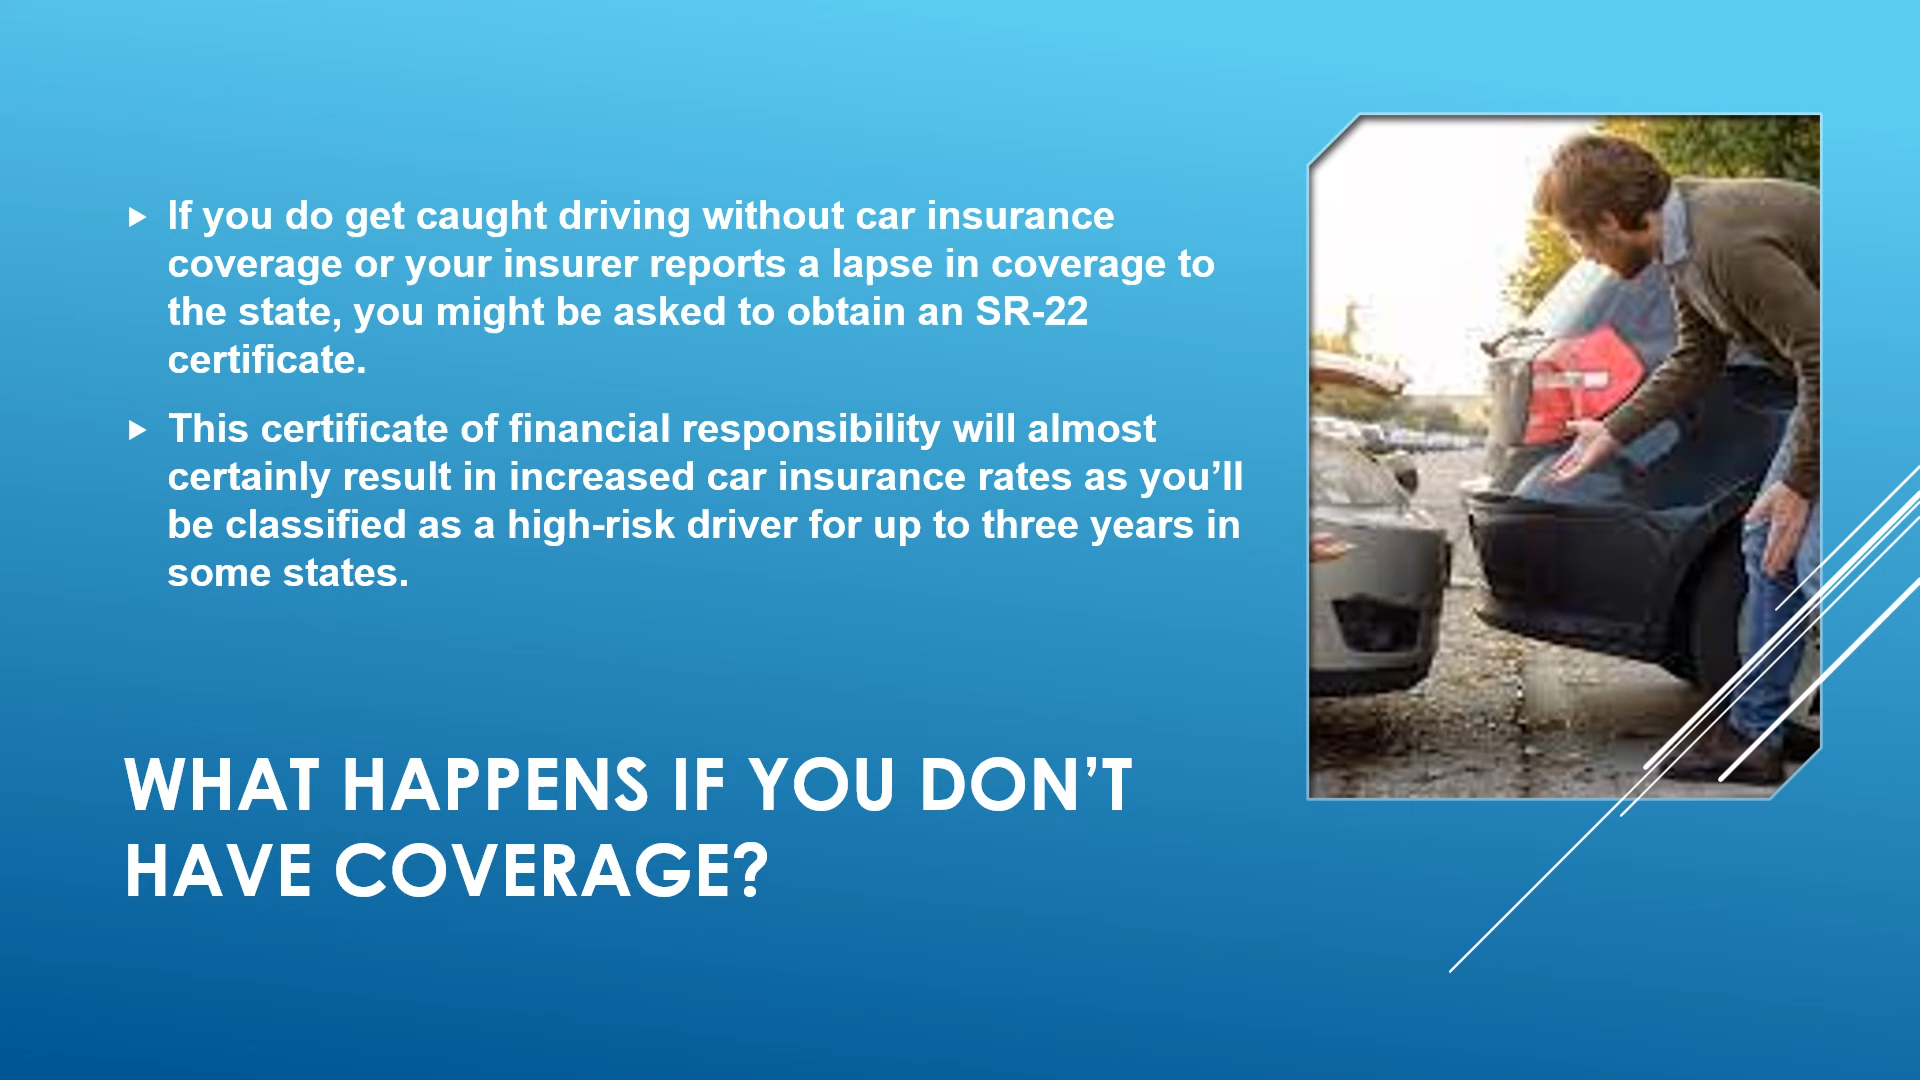 If you do get caught driving without car insurance
coverage or your insurer reports a lapse in coverage to
the state, you might be asked to obtain an SR-22
certificate.
This certificate of financial responsibility will almost
certainly result in increased car insurance rates as you’ll
be classified as a high-risk driver for up to three years in
some states.
WHAT HAPPENS IF YOU DON’T
HAVE COVERAGE?